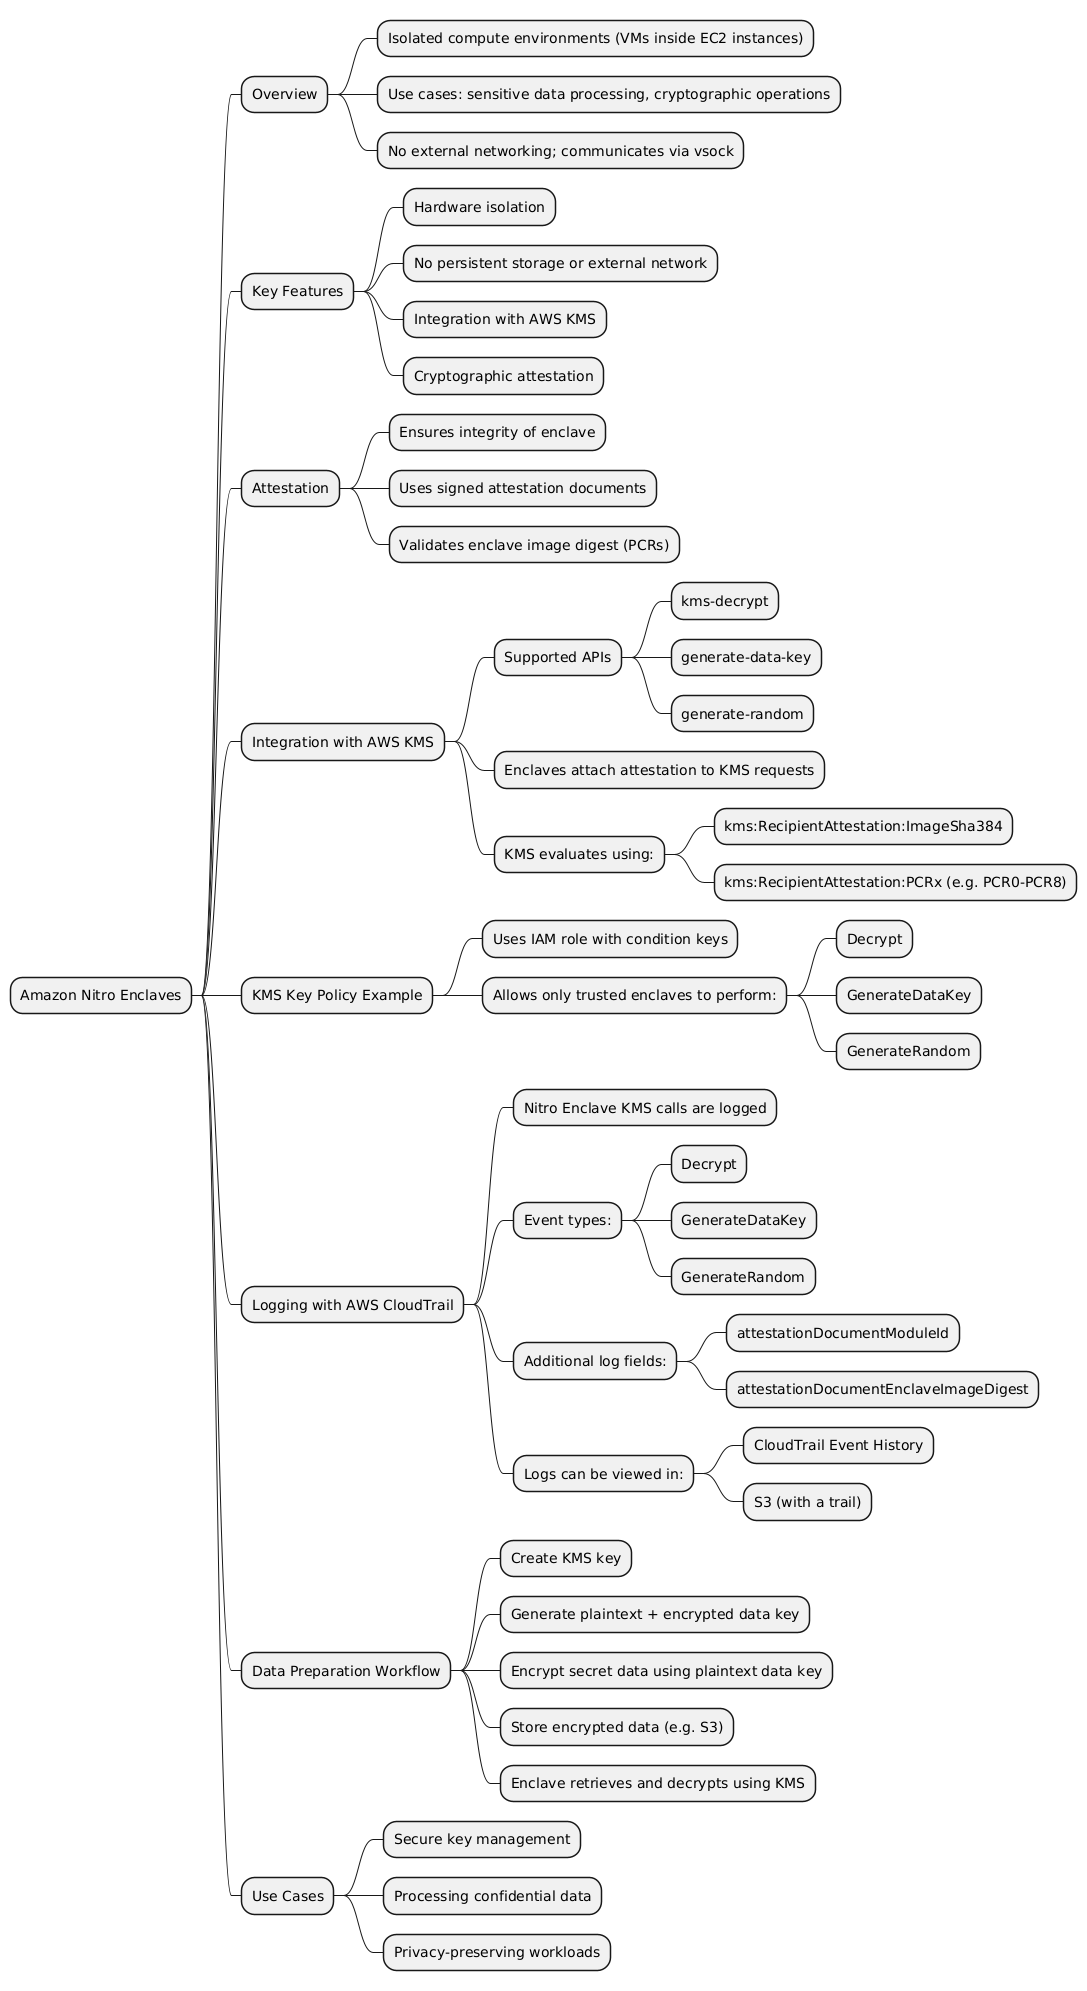 Amazon Nitro Enclaves
Overview
Isolated compute environments (VMs inside EC2 instances)
Use cases: sensitive data processing, cryptographic operations
No external networking; communicates via vsock
Key Features
Hardware isolation
No persistent storage or external network
Integration with AWS KMS
Cryptographic attestation
Attestation
Ensures integrity of enclave
Uses signed attestation documents
Validates enclave image digest (PCRs)
Integration with AWS KMS
Supported APIs
kms-decrypt
generate-data-key
generate-random
Enclaves attach attestation to KMS requests
KMS evaluates using:
kms:RecipientAttestation:ImageSha384
kms:RecipientAttestation:PCRx (e.g. PCR0-PCR8)
KMS Key Policy Example
Uses IAM role with condition keys
Allows only trusted enclaves to perform:
Decrypt
GenerateDataKey
GenerateRandom
Logging with AWS CloudTrail
Nitro Enclave KMS calls are logged
Event types:
Decrypt
GenerateDataKey
GenerateRandom
Additional log fields:
attestationDocumentModuleId
attestationDocumentEnclaveImageDigest
Logs can be viewed in:
CloudTrail Event History
S3 (with a trail)
Data Preparation Workflow
Create KMS key
Generate plaintext + encrypted data key
Encrypt secret data using plaintext data key
Store encrypted data (e.g. S3)
Enclave retrieves and decrypts using KMS
Use Cases
Secure key management
Processing confidential data
Privacy-preserving workloads